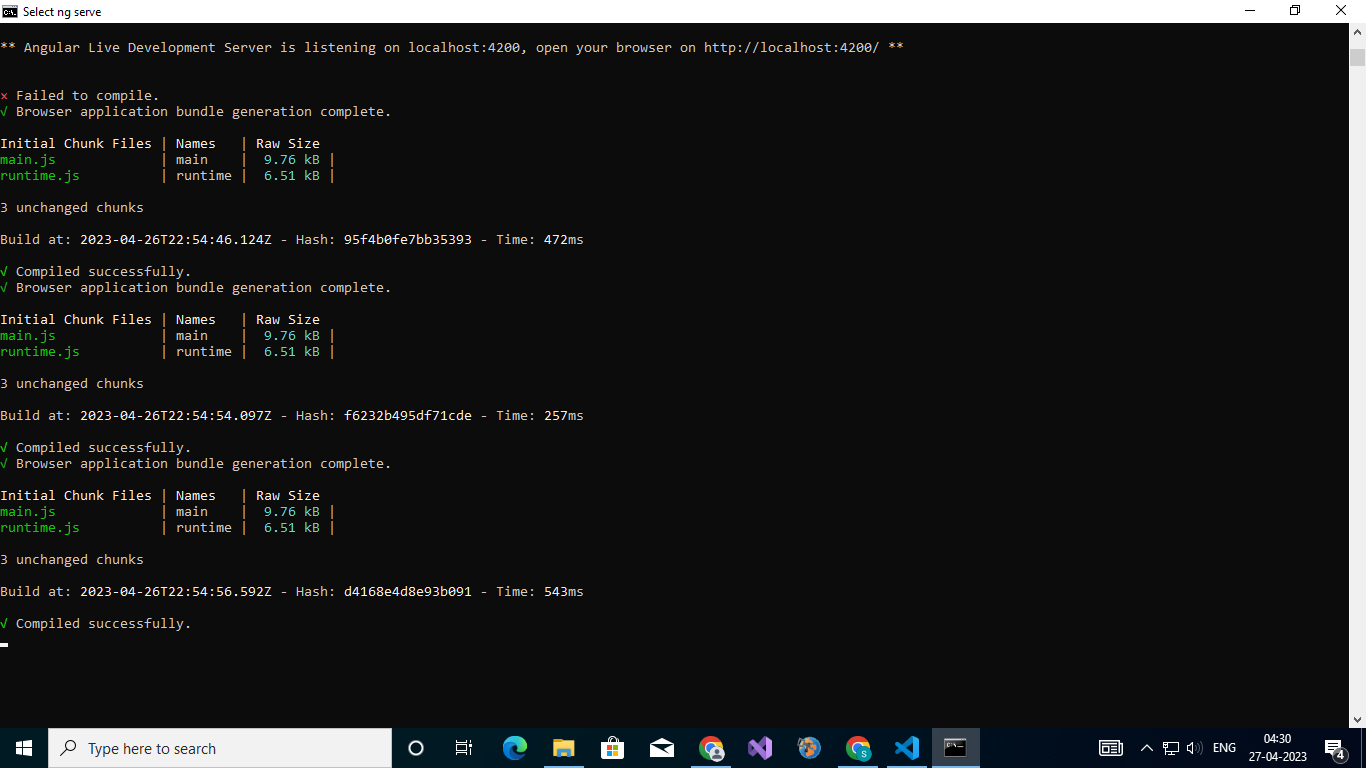 Select ng serve
** Angular Live Development Server is listening on localhost:4200, open your browser on http://localhost:4200/ **
× Failed to compile.
√ Browser application bundle generation complete.
Initial Chunk Files | Names   | Raw Size
main.js             | main    |  9.76 kB |
runtime.js          | runtime |  6.51 kB |
3 unchanged chunks
Build at: 2023-04-26T22:54:46.124Z - Hash: 95f4b0fe7bb35393 - Time: 472ms
√ Compiled successfully.
√ Browser application bundle generation complete.
Initial Chunk Files | Names   | Raw Size
main.js             | main    |  9.76 kB |
runtime.js          | runtime |  6.51 kB |
3 unchanged chunks
Build at: 2023-04-26T22:54:54.097Z - Hash: f6232b495df71cde - Time: 257ms
√ Compiled successfully.
√ Browser application bundle generation complete.
Initial Chunk Files | Names   | Raw Size
main.js             | main    |  9.76 kB |
runtime.js          | runtime |  6.51 kB |
3 unchanged chunks
Build at: 2023-04-26T22:54:56.592Z - Hash: d4168e4d8e93b091 - Time: 543ms
√ Compiled successfully.
Type here to search
S
ENG
04:30
27-04-2023
4